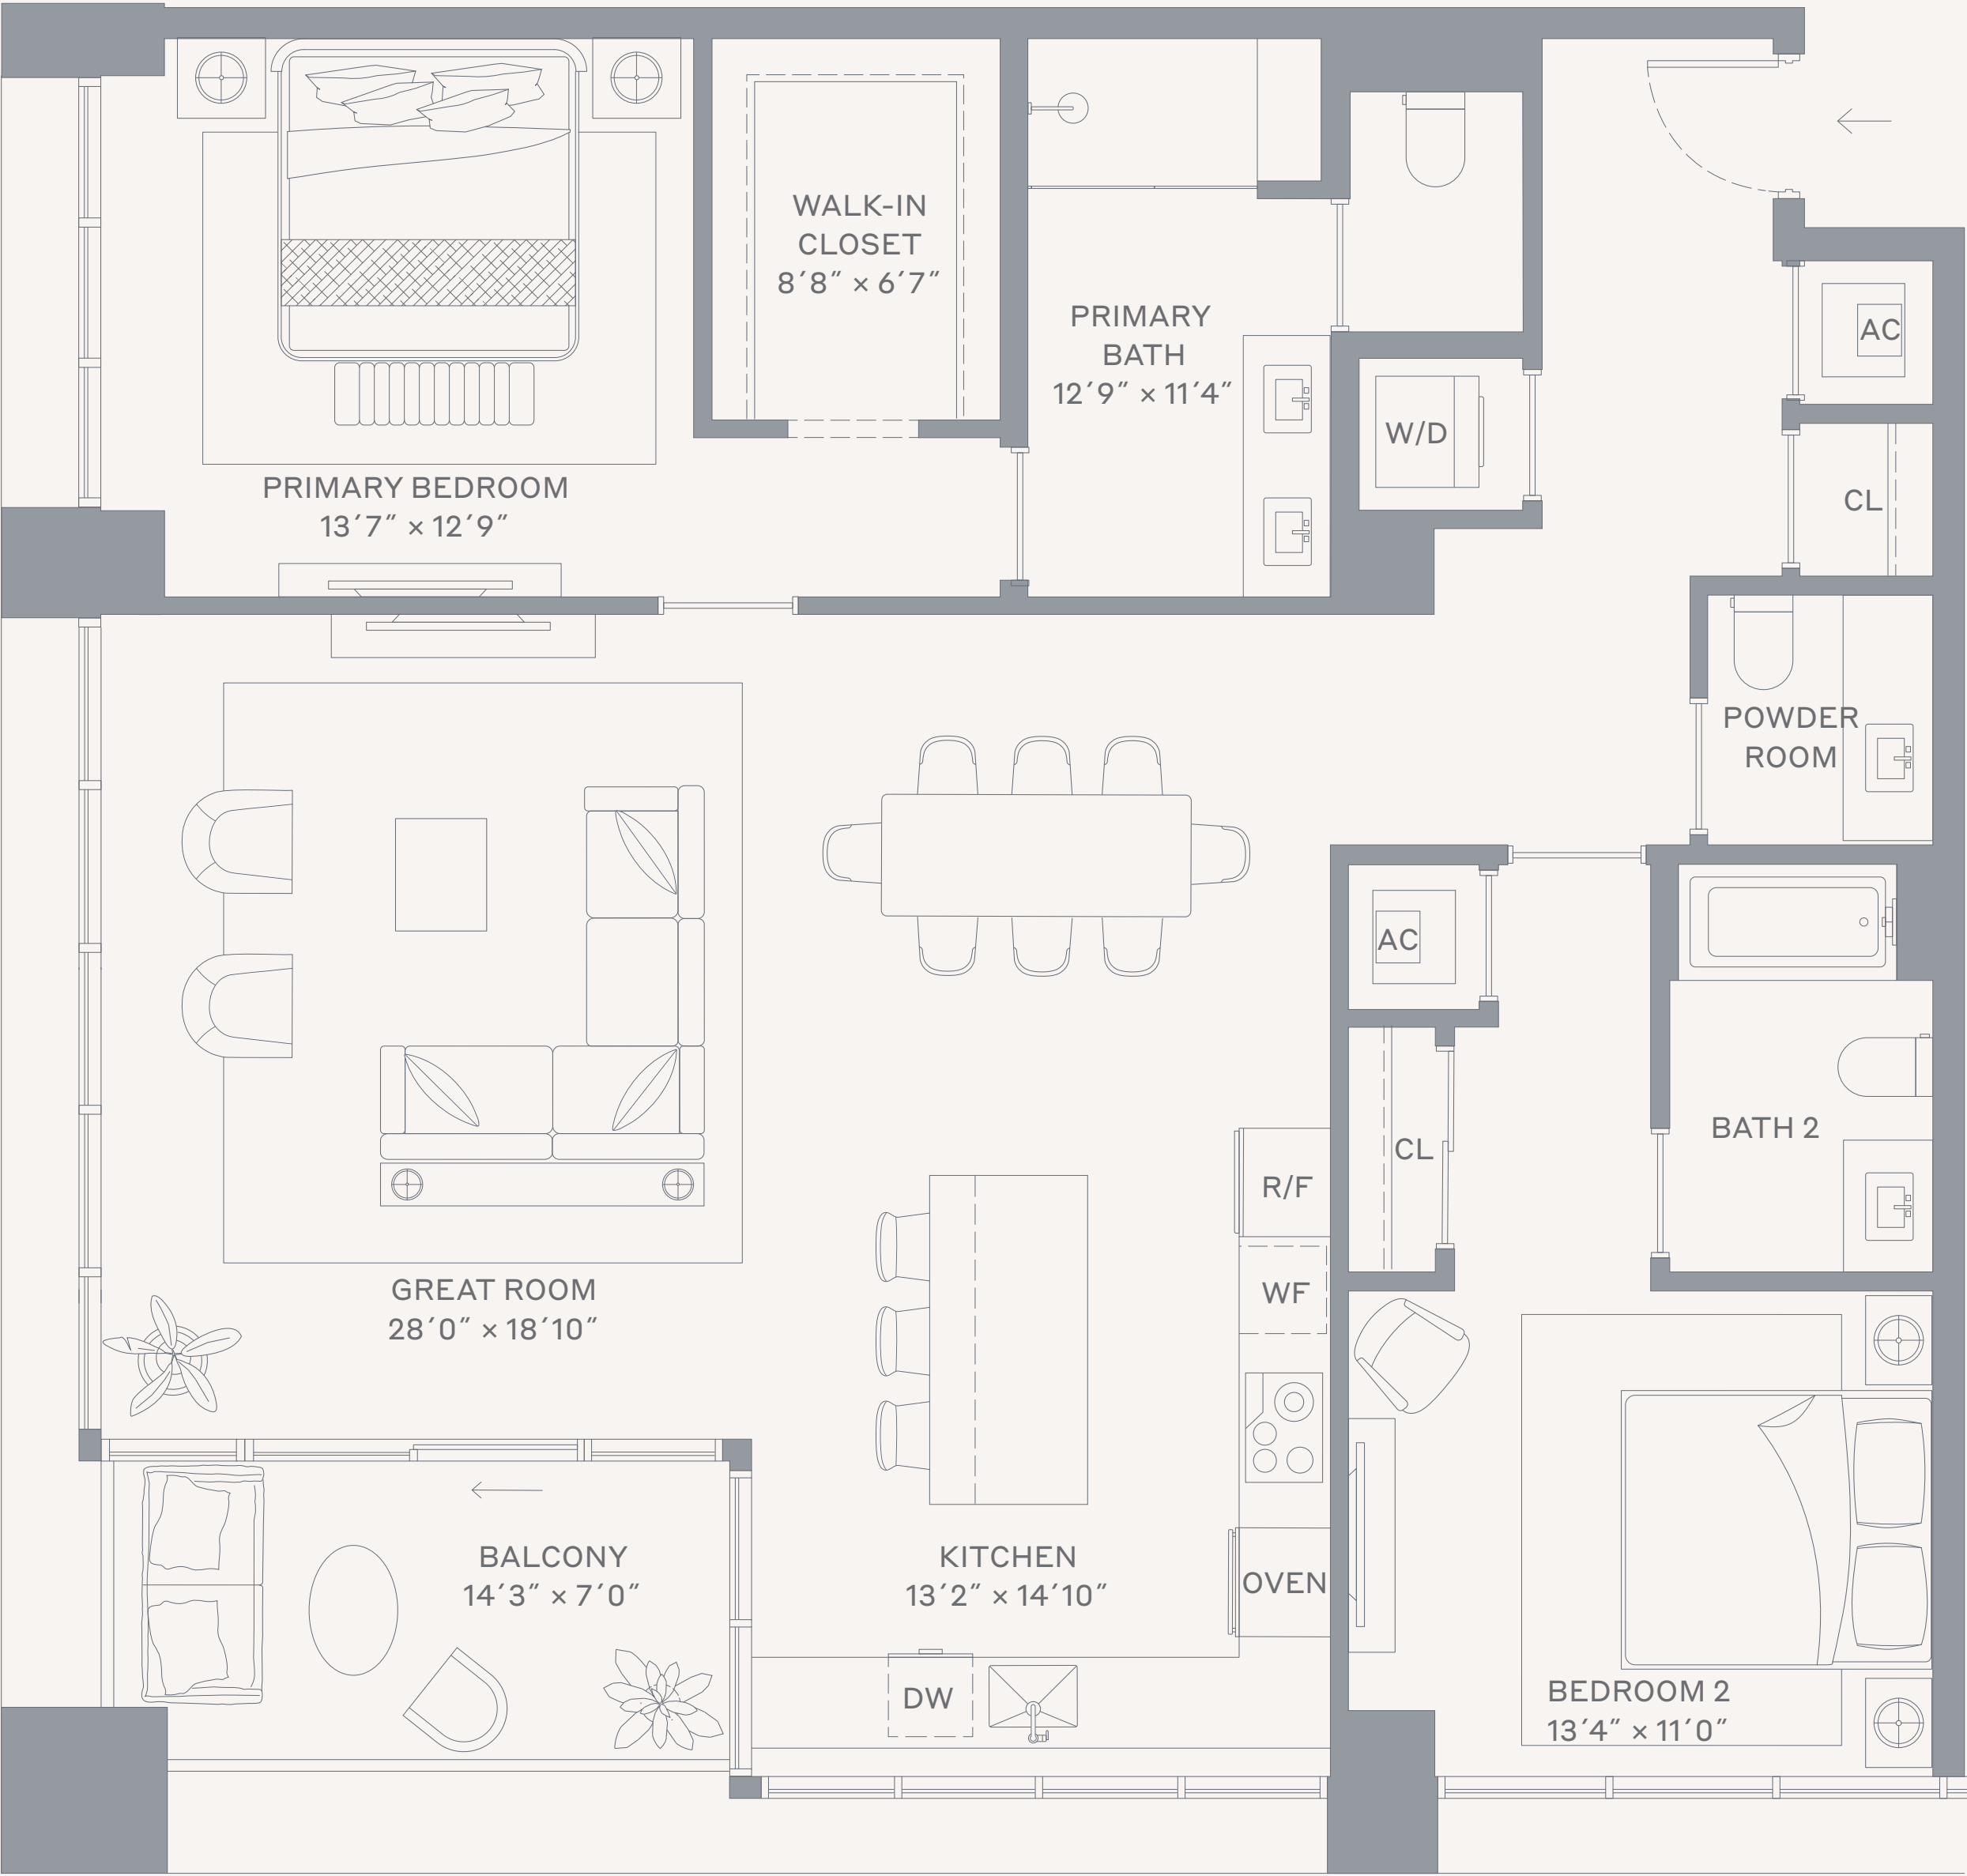 WALK-IN
CLOSET
8´8˝ × 6´7˝
PRIMARY
BATH
12´9˝ × 11´4˝
AC
W/D
CL
PRIMARY BEDROOM
13´7˝ × 12´9˝
POWDER
ROOM
AC
BATH 2
CL
R/F
WF
GREAT ROOM
28´0˝ × 18´10˝
BALCONY
14´3˝ × 7´0˝
KITCHEN
13´2˝ × 14´10˝
OVEN
DW
BEDROOM 2
13´4˝ × 11´0˝